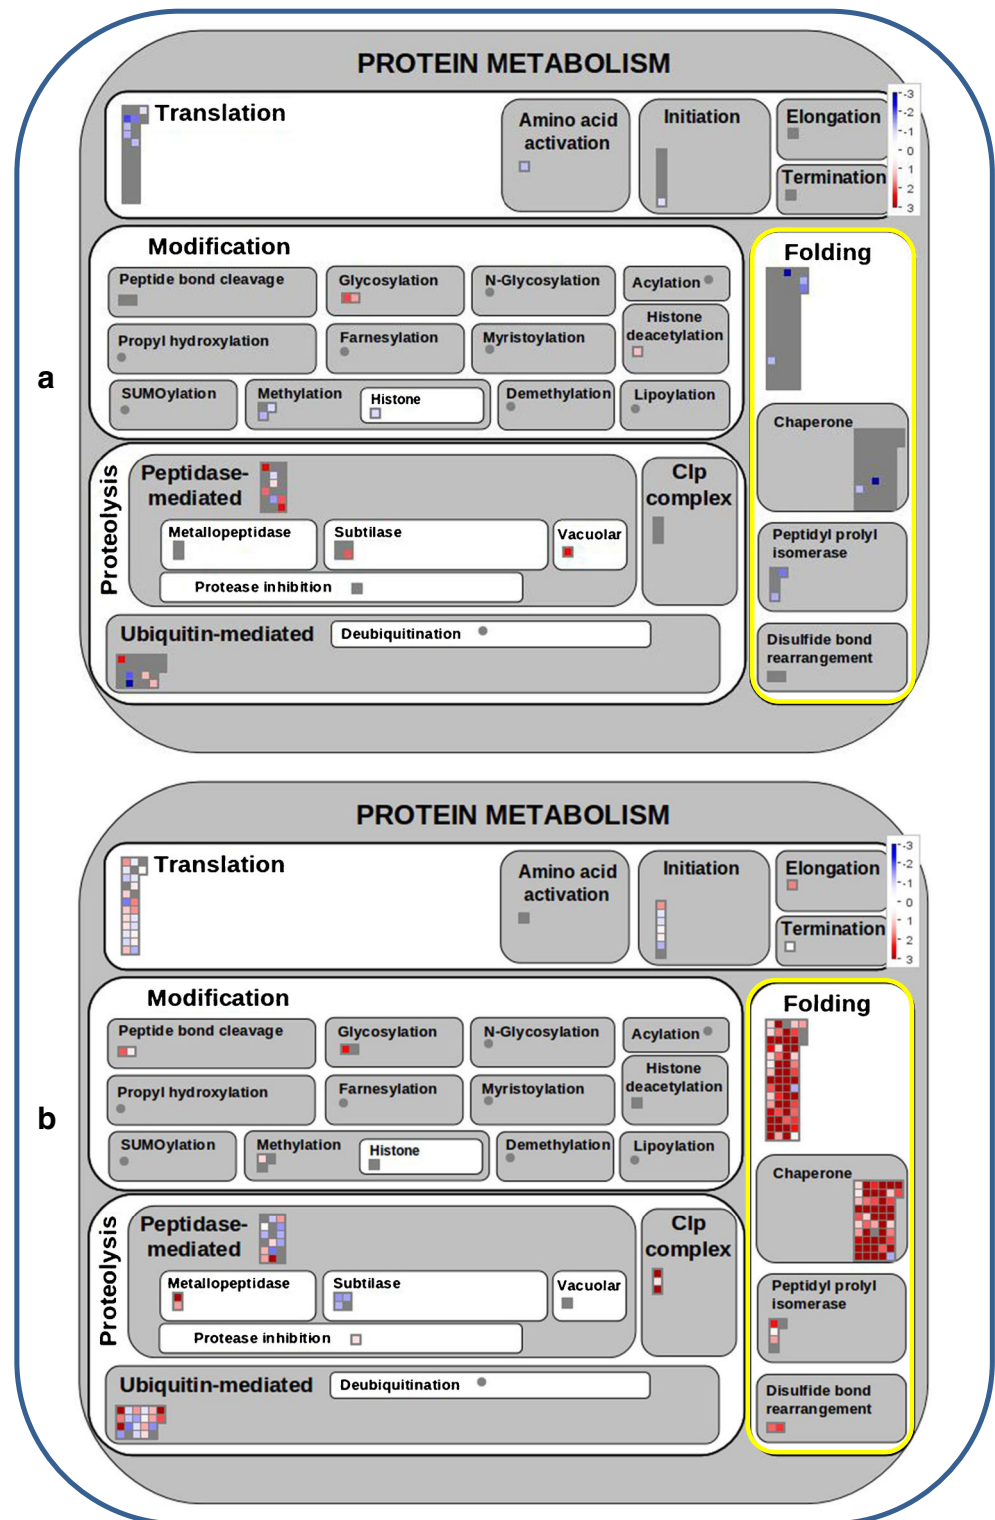 PROTEIN METABOLISM
Translation
Amino acid
activation
Initiation
Elongation
Termination
-3
-2
-1
0
1
2
3
Modification
Peptide bond cleavage
Glycosylation
N-Glycosylation
Acylation
Propyl hydroxylation
Farnesylation
Myristoylation
Histone
deacetylation
SUMOylation
Methylation
Histone
Demethylation
Lipoylation
Folding
Chaperone
Peptidyl prolyl
isomerase
Disulfide bond
rearrangement
a
Proteolysis
Peptidase-
mediated
Metallopeptidase
Subtilase
Vacuolar
Protease inhibition
Clp
complex
Ubiquitin-mediated
Deubiquitination
PROTEIN METABOLISM
Translation
Amino acid
activation
Initiation
Elongation
Termination
-3
-2
-1
0
1
2
3
Modification
Peptide bond cleavage
Glycosylation
N-Glycosylation
Acylation
Propyl hydroxylation
Farnesylation
Myristoylation
Histone
deacetylation
SUMOylation
Methylation
Histone
Demethylation
Lipoylation
Folding
Chaperone
Peptidyl prolyl
isomerase
Disulfide bond
rearrangement
b
Proteolysis
Peptidase-
mediated
Metallopeptidase
Subtilase
Vacuolar
Protease inhibition
Clp
complex
Ubiquitin-mediated
Deubiquitination